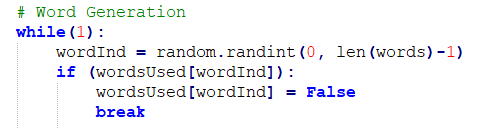 # Word Generation
while(1):
    wordInd = random.randint(0, len(words)-1)
    if (wordsUsed[wordInd]):
        wordsUsed[wordInd] = False
        break